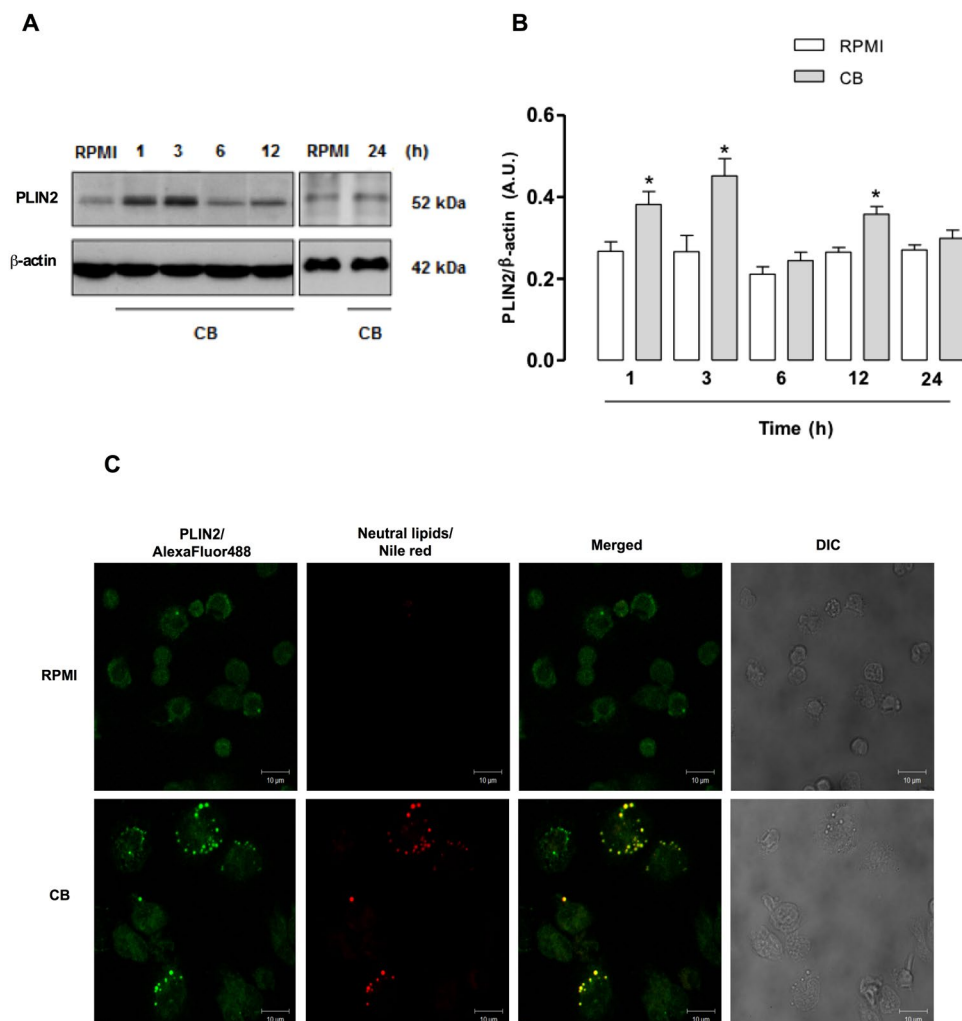 A
RPMI 1 3 6 12 RPMI 24 (h)
PLIN2 52 kDa
β-actin 42 kDa
CB CB
B
RPMI
CB
PLIN2/β-actin (A.U.)
0.6
0.4
0.2
0.0
* * *
1 3 6 12 24
Time (h)
C
PLIN2/
AlexaFluor488
Neutral lipids/
Nile red
Merged
DIC
RPMI
10 µm 10 µm 10 µm 10 µm
CB
10 µm 10 µm 10 µm 10 µm